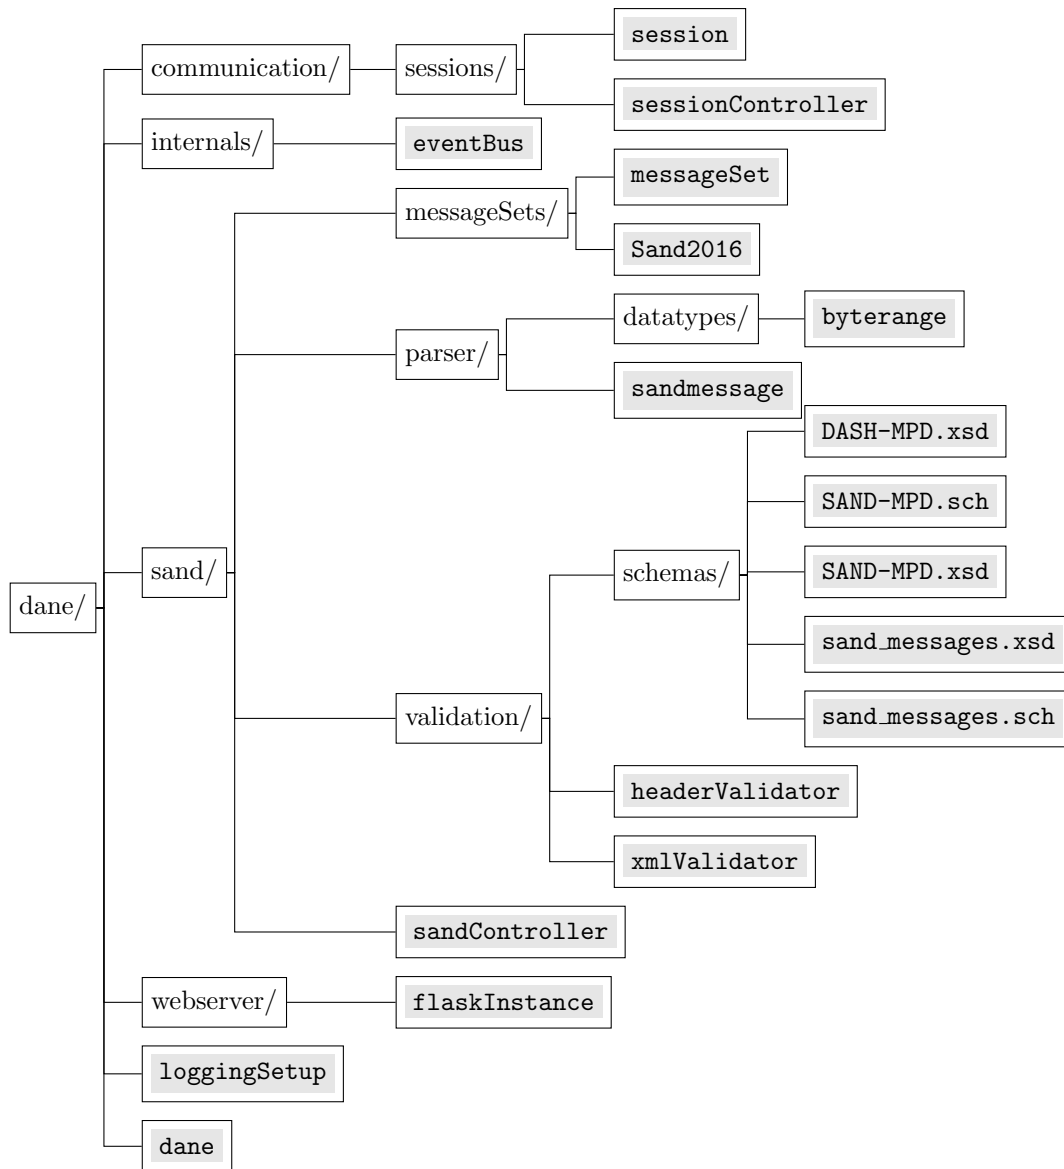 dane/
communication/
sessions/
session
sessionController
internals/
eventBus
sand/
messageSets/
messageSet
Sand2016
parser/
datatypes/
byterange
sandmessage
validation/
schemas/
DASH-MPD.xsd
SAND-MPD.sch
SAND-MPD.xsd
sand_messages.xsd
sand_messages.sch
headerValidator
xmlValidator
sandController
webserver/
flaskInstance
loggingSetup
dane